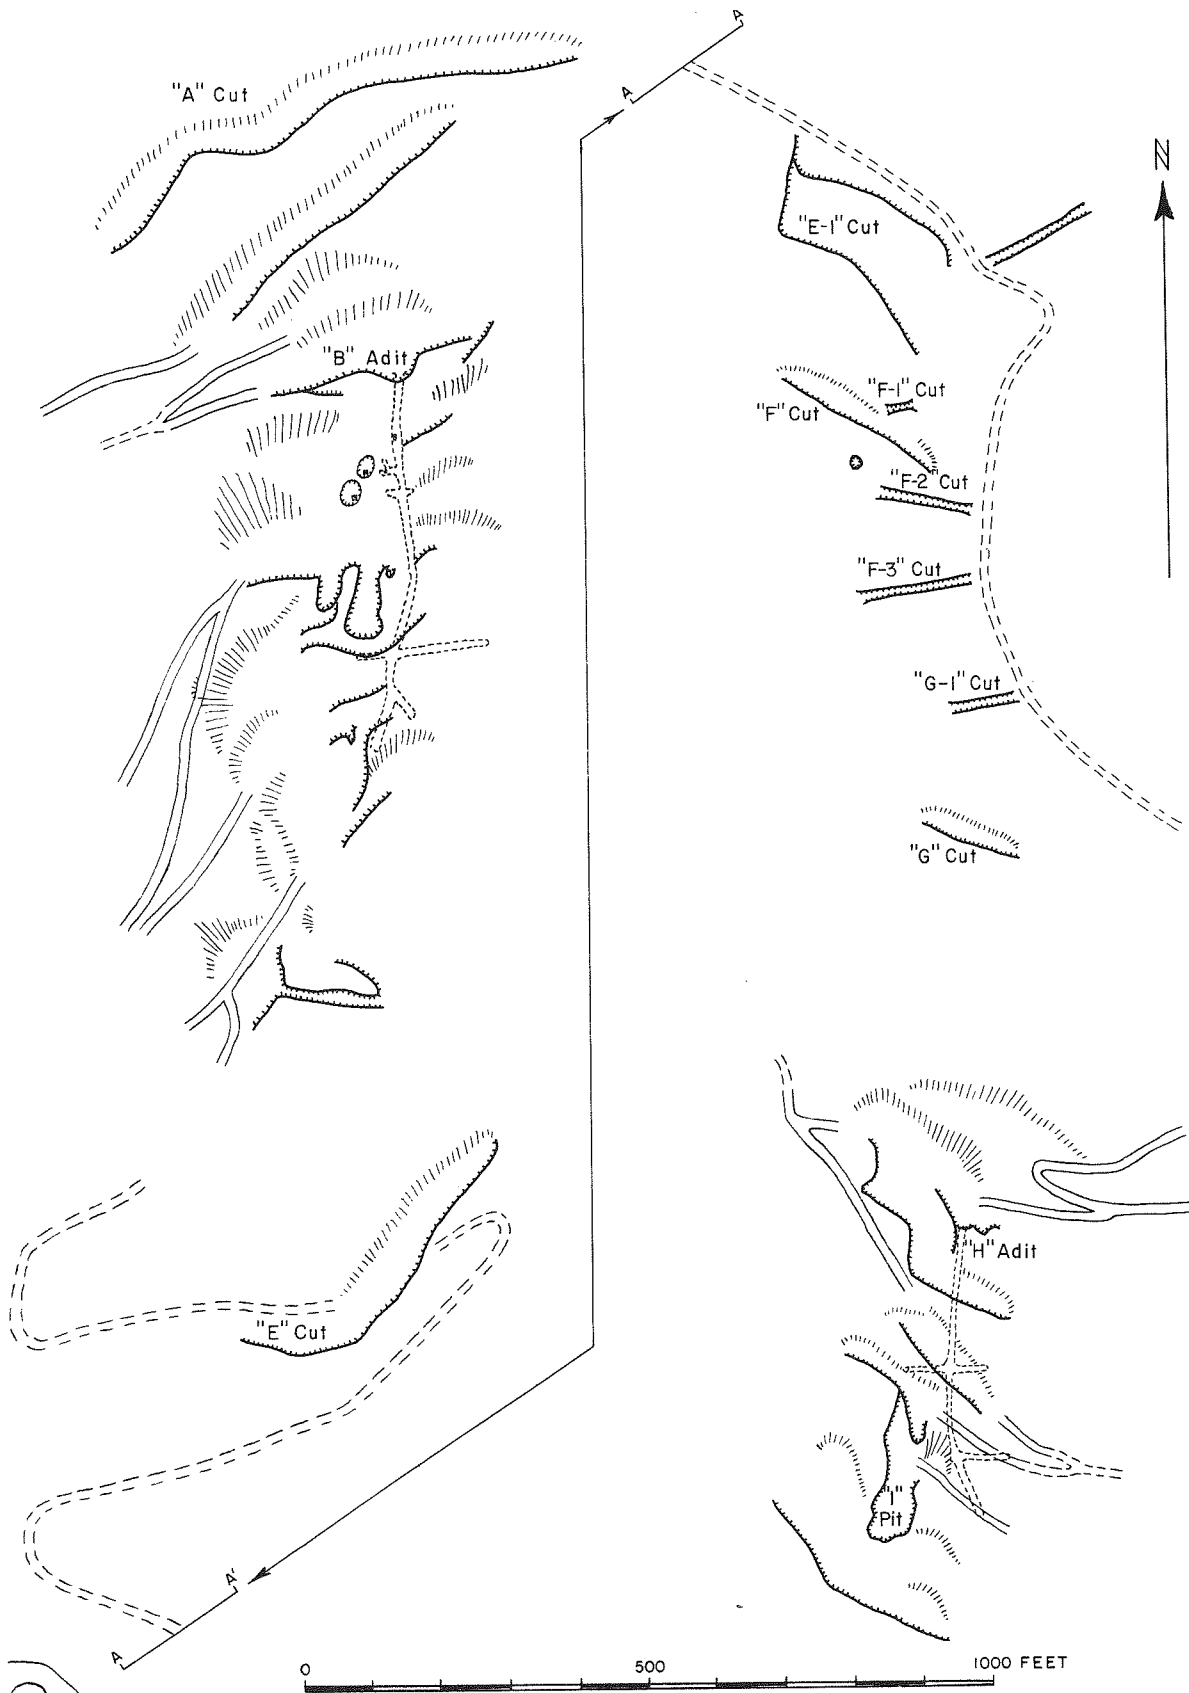 A
A
"A" Cut
N
"E-1" Cut
"B" Adit
"F-1" Cut
"F" Cut
"F-2" Cut
"F-3" Cut
"G-1" Cut
"G" Cut
"H" Adit
"E" Cut
"I"
Pit
A'
A
0 500 1000 FEET